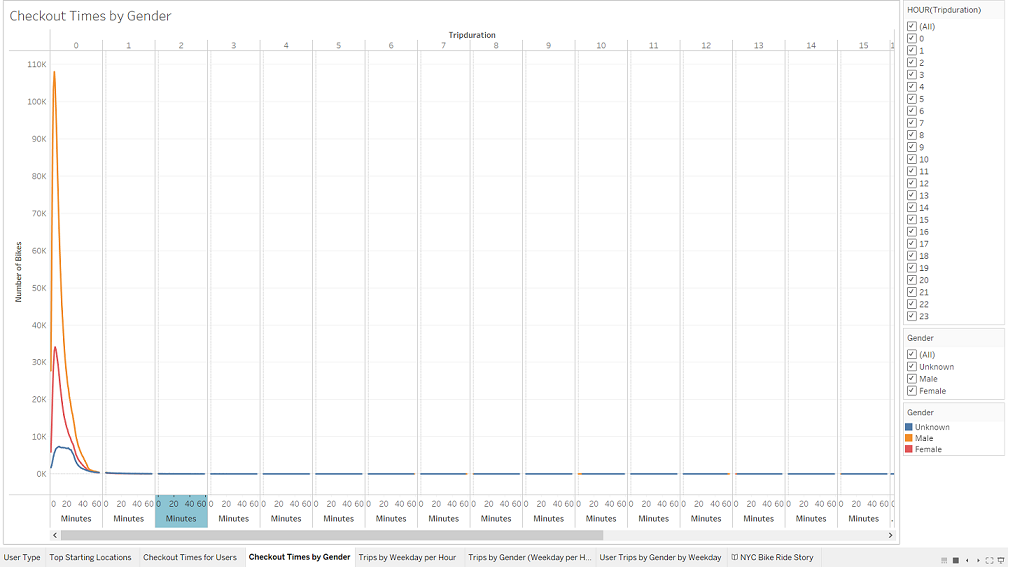 Checkout Times by Gender
Tripduration
0 1 2 3 4 5 6 7 8 9 10 11 12 13 14 15
110K
100K
90K
80K
70K
60K
50K
40K
30K
20K
10K
0K
Number of Bikes
0 20 40 60 0 20 40 60 0 20 40 60 0 20 40 60 0 20 40 60 0 20 40 60 0 20 40 60 0 20 40 60 0 20 40 60 0 20 40 60 0 20 40 60 0 20 40 60 0 20 40 60 0 20 40 60 0 20 40 60 0 20 40 60
Minutes Minutes Minutes Minutes Minutes Minutes Minutes Minutes Minutes Minutes Minutes Minutes Minutes Minutes Minutes Minutes
HOUR(Tripduration)
(All)
0
1
2
3
4
5
6
7
8
9
10
11
12
13
14
15
16
17
18
19
20
21
22
23
Gender
(All)
Unknown
Male
Female
Gender
Unknown
Male
Female
User Type Top Starting Locations Checkout Times for Users Checkout Times by Gender Trips by Weekday per Hour Trips by Gender (Weekday per H... User Trips by Gender by Weekday NYC Bike Ride Story